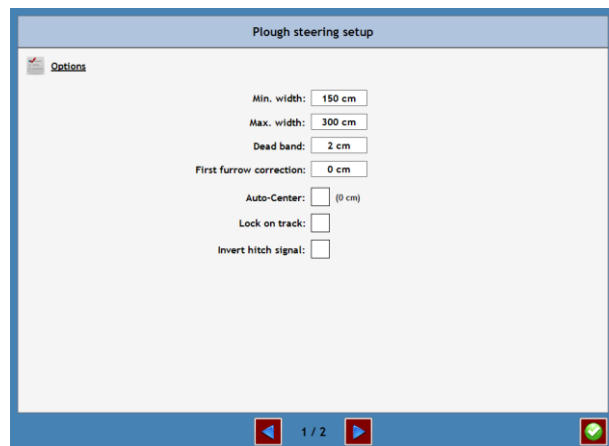 Plough steering setup
Options
Min. width: 150 cm
Max. width: 300 cm
Dead band: 2 cm
First furrow correction: 0 cm
Auto-Center: (0 cm)
Lock on track:
Invert hitch signal:
1 / 2